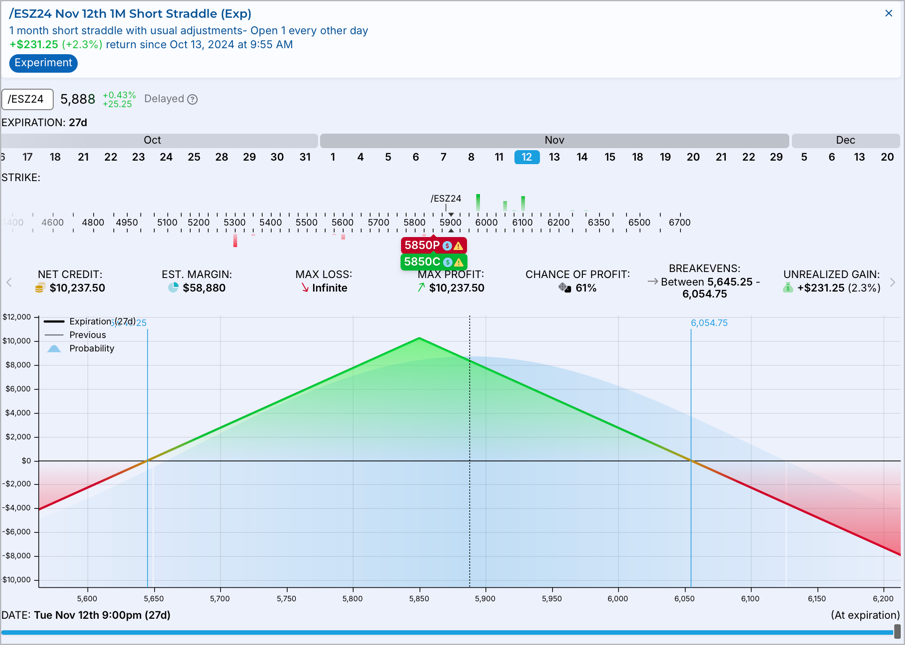 /ESZ24 Nov 12th 1M Short Straddle (Exp)
1 month short straddle with usual adjustments- Open 1 every other day
+$231.25 (+2.3%) return since Oct 13, 2024 at 9:55 AM
Experiment
/ESZ24 5,888 +0.43% +25.25 Delayed ?
EXPIRATION: 27d
Oct Nov Dec
17 18 21 22 23 24 25 28 29 30 31 1 4 5 6 7 8 11 12 13 14 15 18 19 20 21 22 29 5 6 13 20
STRIKE:
/ESZ24
4600 4800 4950 5100 5200 5300 5400 5500 5600 5700 5800 5900 6000 6100 6200 6350 6500 6700
5850P
5850C
NET CREDIT: EST. MARGIN: MAX LOSS: MAX PROFIT: CHANCE OF PROFIT: BREAKEVENS: UNREALIZED GAIN:
$10,237.50 $58,880 Infinite $10,237.50 61% Between 5,645.25 - 6,054.75 +$231.25 (2.3%)
$12,000
Expiration (27d)
6,054.75
Previous
$10,000
Probability
$8,000
$6,000
$4,000
$2,000
$0
-$2,000
-$4,000
-$6,000
-$8,000
$10,000
5,600 5,650 5,700 5,750 5,800 5,850 5,900 5,950 6,000 6,050 6,100 6,150 6,200
DATE: Tue Nov 12th 9:00pm (27d) (At expiration)